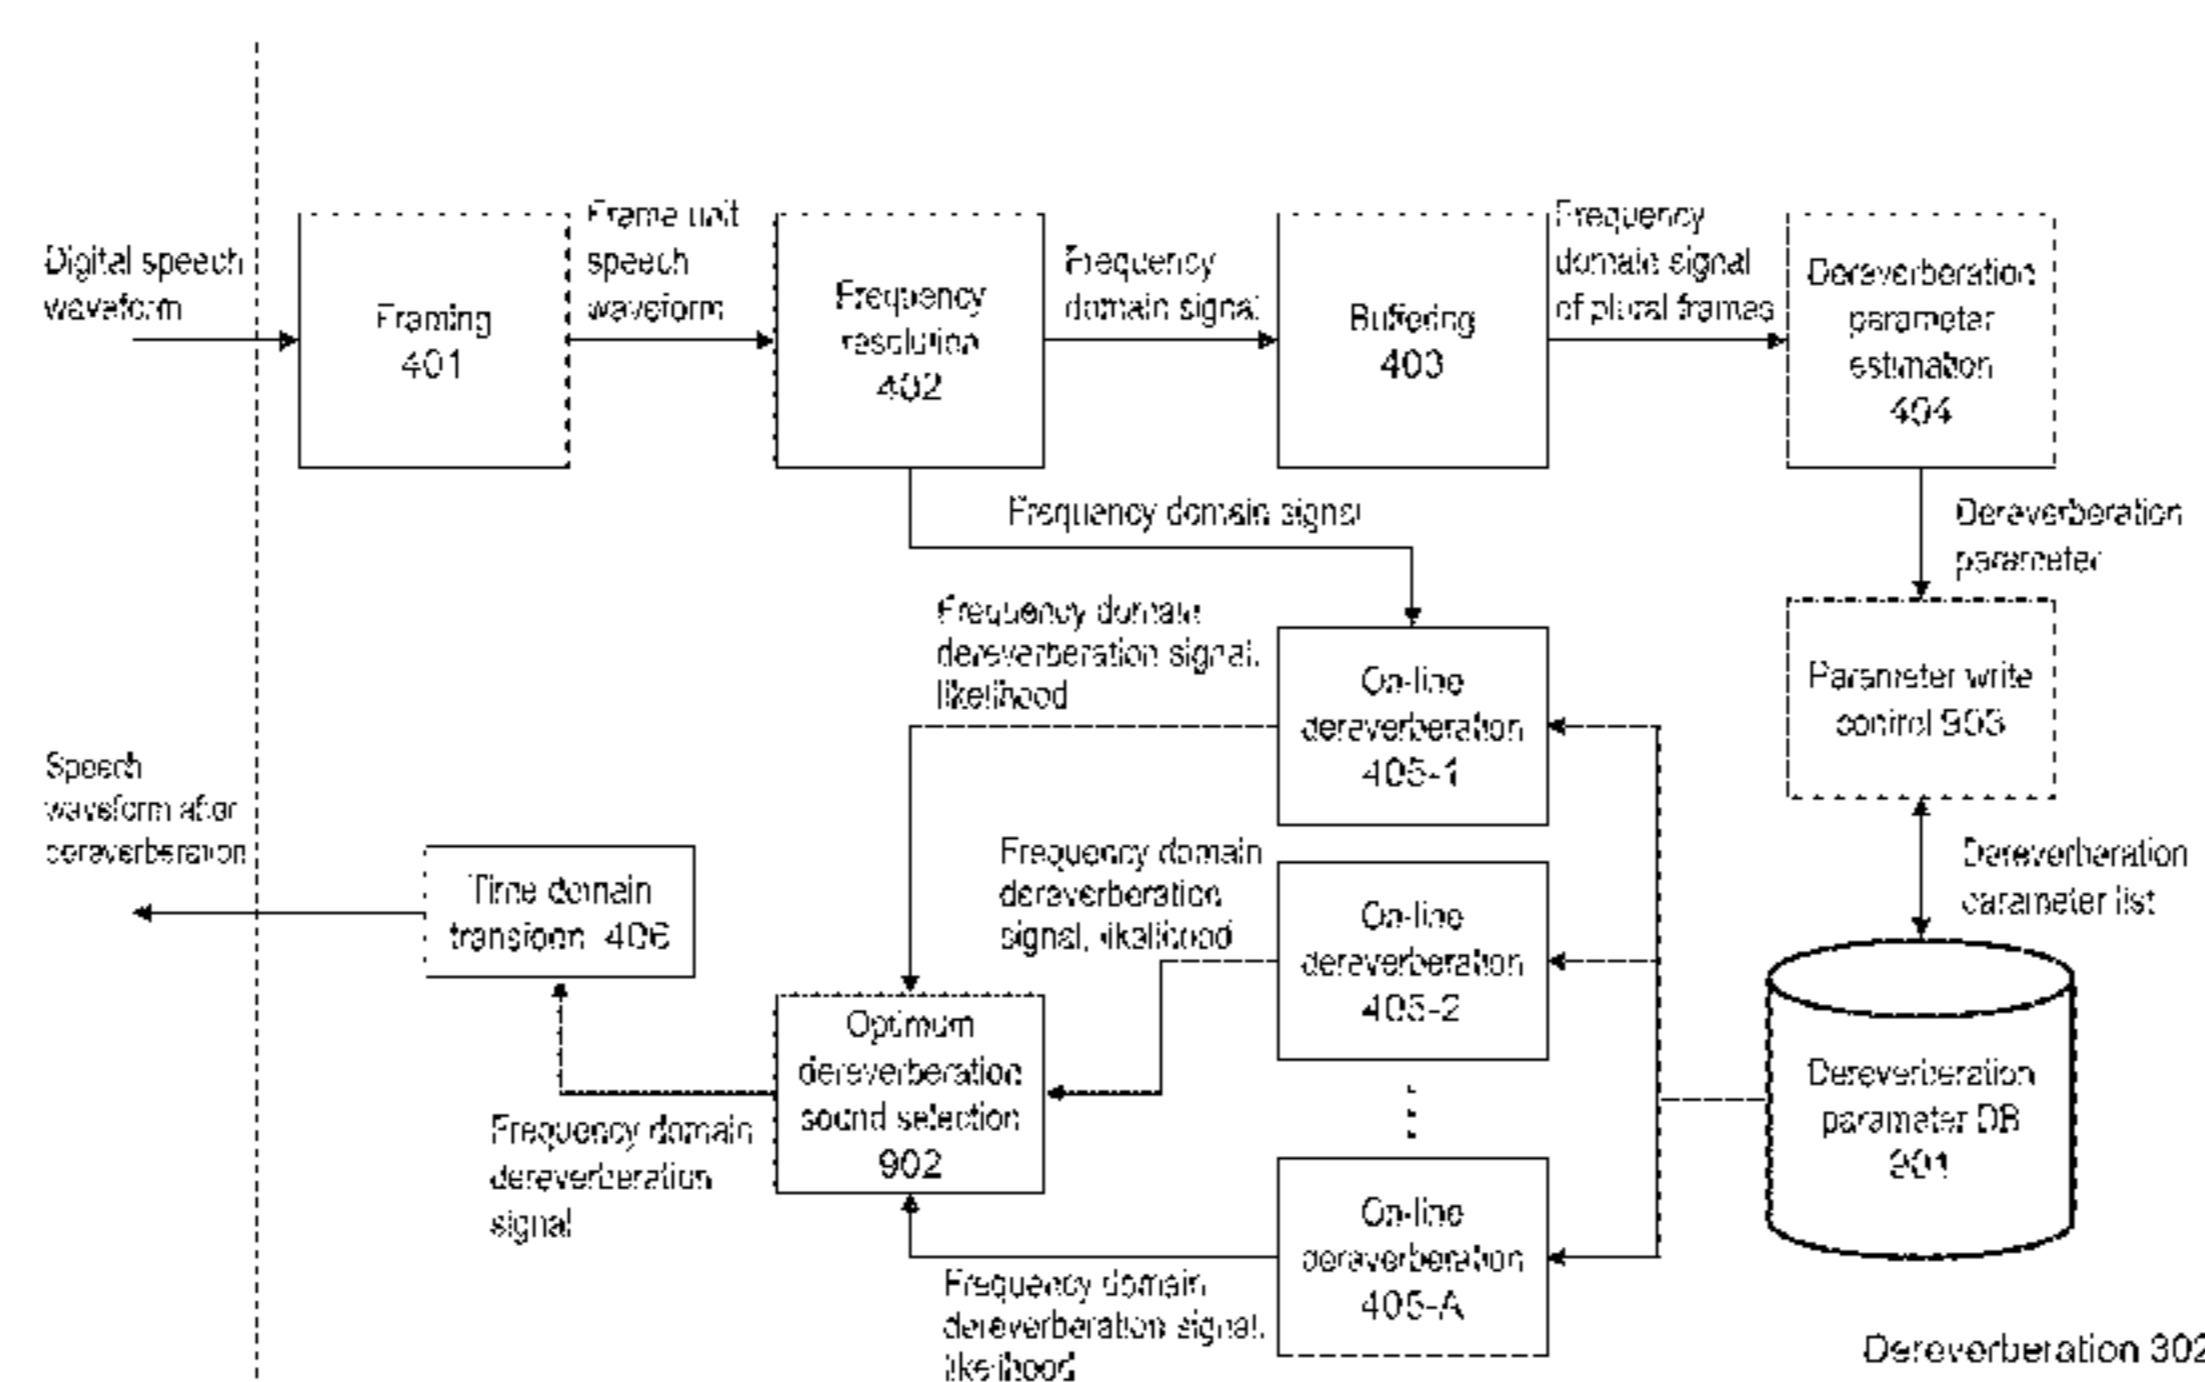 Digital speech
waveform
Framing
401
Frame unit
speech
waveform
Frequency
resolution
402
Frequency
domain signal
Buffering
403
Frequency
domain signal
of plural frames
Dereverberation
parameter
estimation
404
Frequency domain signal
Dereverberation
parameter
Parameter write
control 903
Dereverberation
parameter list
Dereverberation
parameter DB
901
Frequency domain
dereverberation signal,
likelihood
On-line
dereverberation
405-1
Frequency domain
dereverberation
signal, likelihood
On-line
dereverberation
405-2
On-line
dereverberation
405-A
Frequency domain
dereverberation signal,
likelihood
Optimum
dereverberation
sound selection
902
Frequency domain
dereverberation
signal
Time domain
406
Speech
waveform after
dereverberation
Dereverberation 302